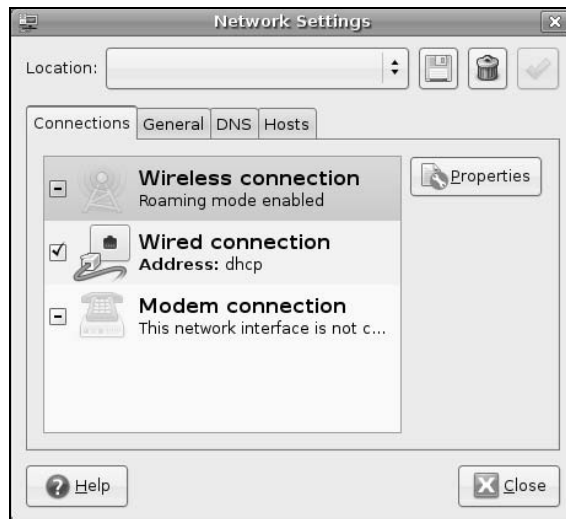 Network Settings
Location:
Connections General DNS Hosts
Wireless connection
Roaming mode enabled
Properties
Wired connection
Address: dhcp
Modem connection
This network interface is not c...
Help
Close